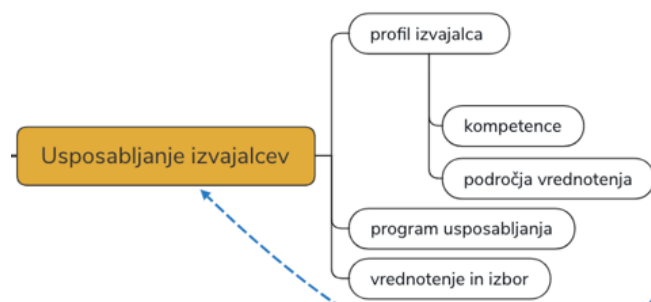 profil izvajalca
kompetence
Usposabljanje izvajalcev
področja vrednotenja
program usposabljanja
vrednotenje in izbor